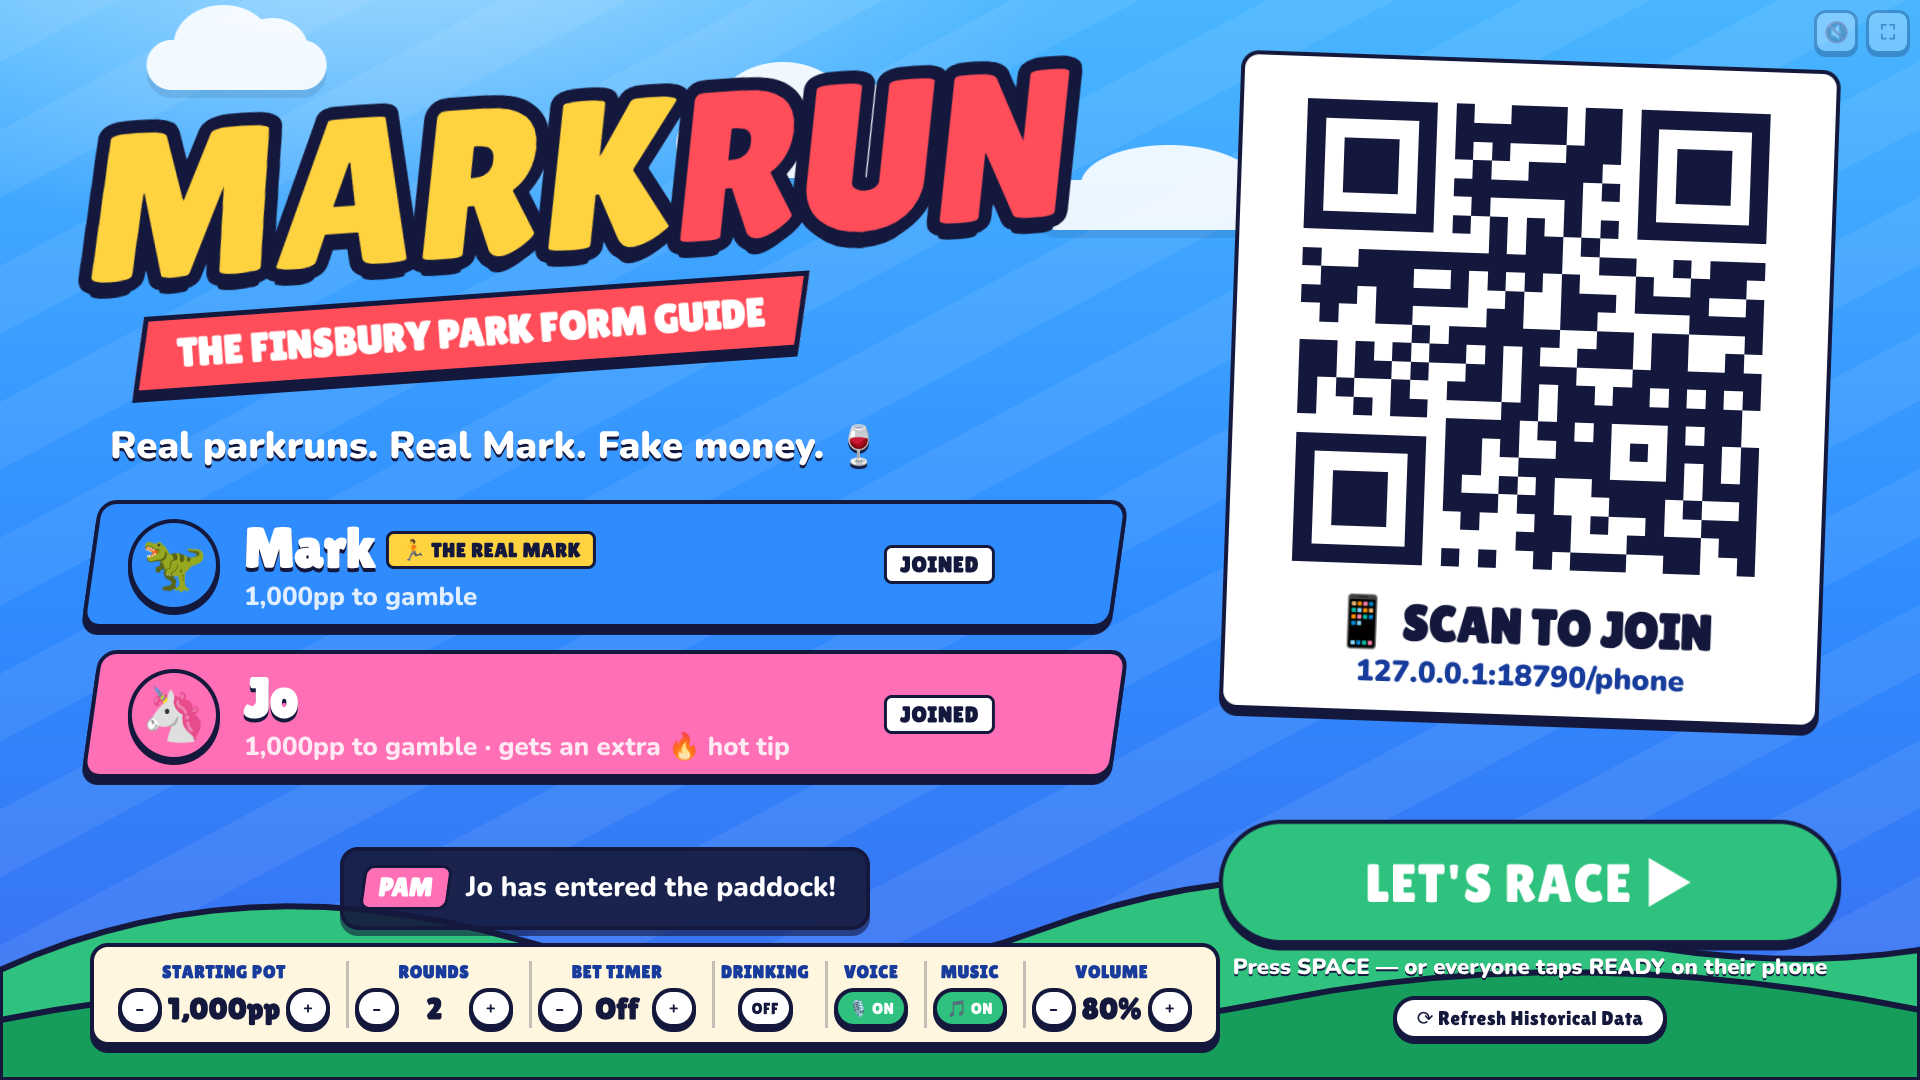 MARKRUN
THE FINSBURY PARK FORM GUIDE
Real parkruns. Real Mark. Fake money.
Mark
THE REAL MARK
1,000pp to gamble
JOINED
Jo
1,000pp to gamble · gets an extra 🔥 hot tip
JOINED
SCAN TO JOIN
127.0.0.1:18790/phone
PAM Jo has entered the paddock!
LET'S RACE
Press SPACE — or everyone taps READY on their phone
Refresh Historical Data
STARTING POT
- 1,000pp +
ROUNDS
- 2 +
BET TIMER
- Off +
DRINKING
OFF
VOICE
ON
MUSIC
ON
VOLUME
- 80% +